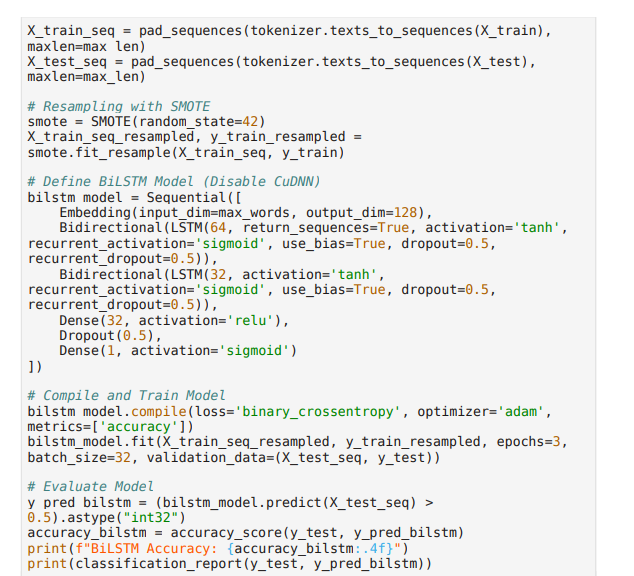 X_train_seq = pad_sequences(tokenizer.texts_to_sequences(X_train),
maxlen=max len)
X_test_seq = pad_sequences(tokenizer.texts_to_sequences(X_test),
maxlen=max_len)
# Resampling with SMOTE
smote = SMOTE(random_state=42)
X_train_seq_resampled, y_train_resampled =
smote.fit_resample(X_train_seq, y_train)
# Define BiLSTM Model (Disable CuDNN)
bilstm model = Sequential([
    Embedding(input_dim=max_words, output_dim=128),
    Bidirectional(LSTM(64, return_sequences=True, activation='tanh',
recurrent_activation='sigmoid', use_bias=True, dropout=0.5,
recurrent_dropout=0.5)),
    Bidirectional(LSTM(32, activation='tanh',
recurrent_activation='sigmoid', use_bias=True, dropout=0.5,
recurrent_dropout=0.5)),
    Dense(32, activation='relu'),
    Dropout(0.5),
    Dense(1, activation='sigmoid')
])
# Compile and Train Model
bilstm model.compile(loss='binary_crossentropy', optimizer='adam',
metrics=['accuracy'])
bilstm_model.fit(X_train_seq_resampled, y_train_resampled, epochs=3,
batch_size=32, validation_data=(X_test_seq, y_test))
# Evaluate Model
y pred bilstm = (bilstm_model.predict(X_test_seq) >
0.5).astype("int32")
accuracy_bilstm = accuracy_score(y_test, y_pred_bilstm)
print(f"BiLSTM Accuracy: {accuracy_bilstm:.4f}")
print(classification_report(y_test, y_pred_bilstm))